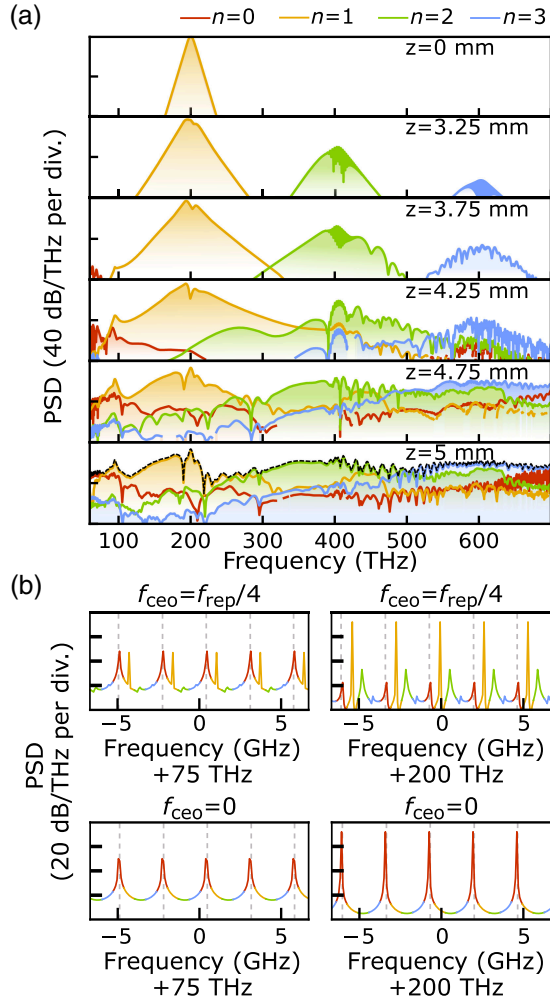 (a)
n=0 n=1 n=2 n=3
z=0 mm
z=3.25 mm
z=3.75 mm
z=4.25 mm
z=4.75 mm
z=5 mm
PSD (40 dB/THz per div.)
100 200 300 400 500 600
Frequency (THz)
(b)
f_ceo=f_rep/4 f_ceo=f_rep/4
−5 0 5 −5 0 5
Frequency (GHz) Frequency (GHz)
+75 THz +200 THz
PSD
(20 dB/THz per div.)
f_ceo=0 f_ceo=0
−5 0 5 −5 0 5
Frequency (GHz) Frequency (GHz)
+75 THz +200 THz